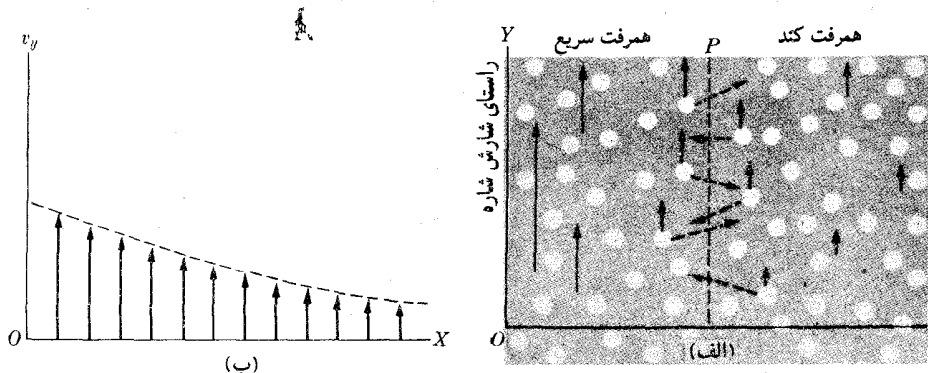 همرفت کند
همرفت سریع
P
Y
راستای شارش شاره
O
(الف)
v_y
O
X
(ب)